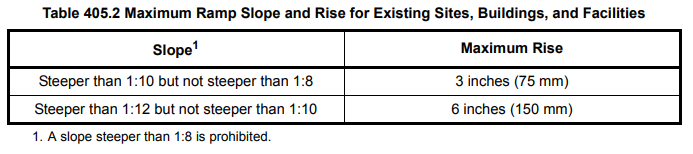 Table 405.2 Maximum Ramp Slope and Rise for Existing Sites, Buildings, and Facilities
Slope1 Maximum Rise
Steeper than 1:10 but not steeper than 1:8 3 inches (75 mm)
Steeper than 1:12 but not steeper than 1:10 6 inches (150 mm)
1. A slope steeper than 1:8 is prohibited.